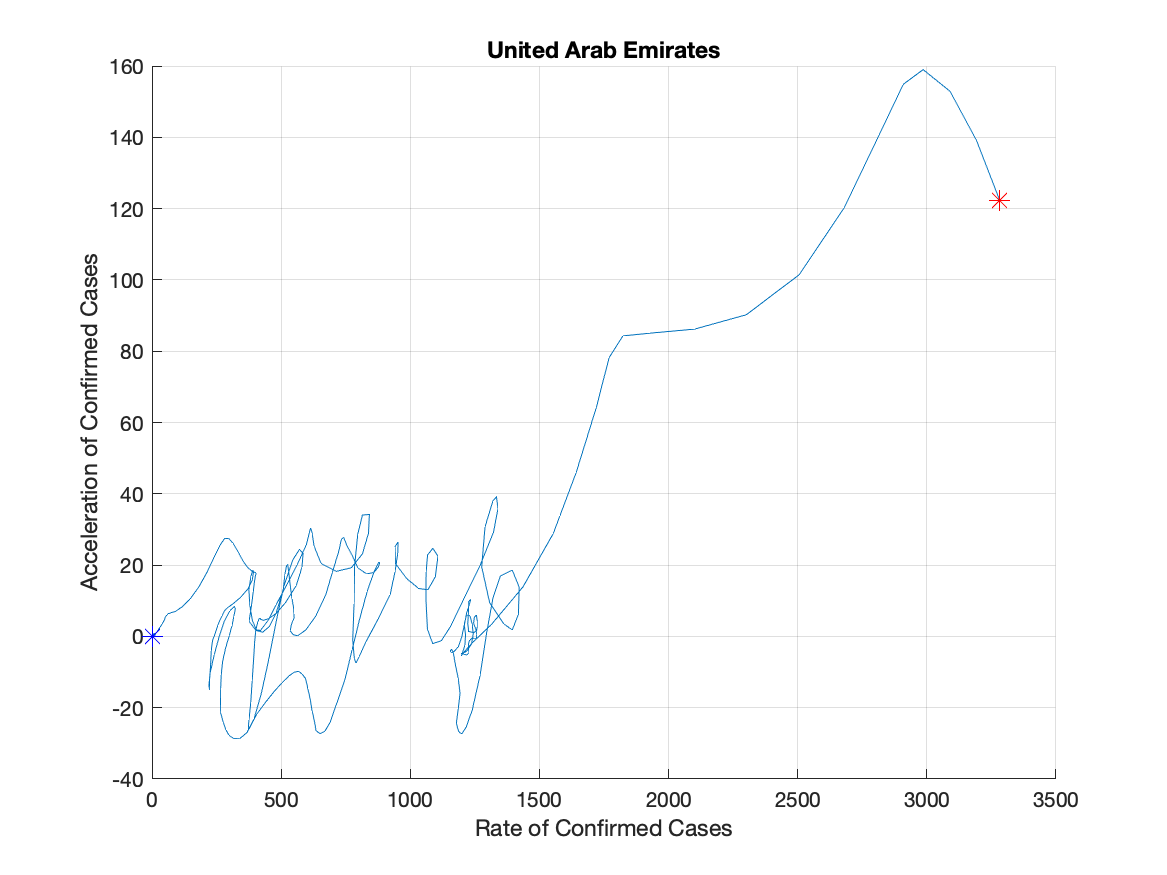 United Arab Emirates
160
140
120
100
80
60
40
20
0
-20
-40
Acceleration of Confirmed Cases
0 500 1000 1500 2000 2500 3000 3500
Rate of Confirmed Cases